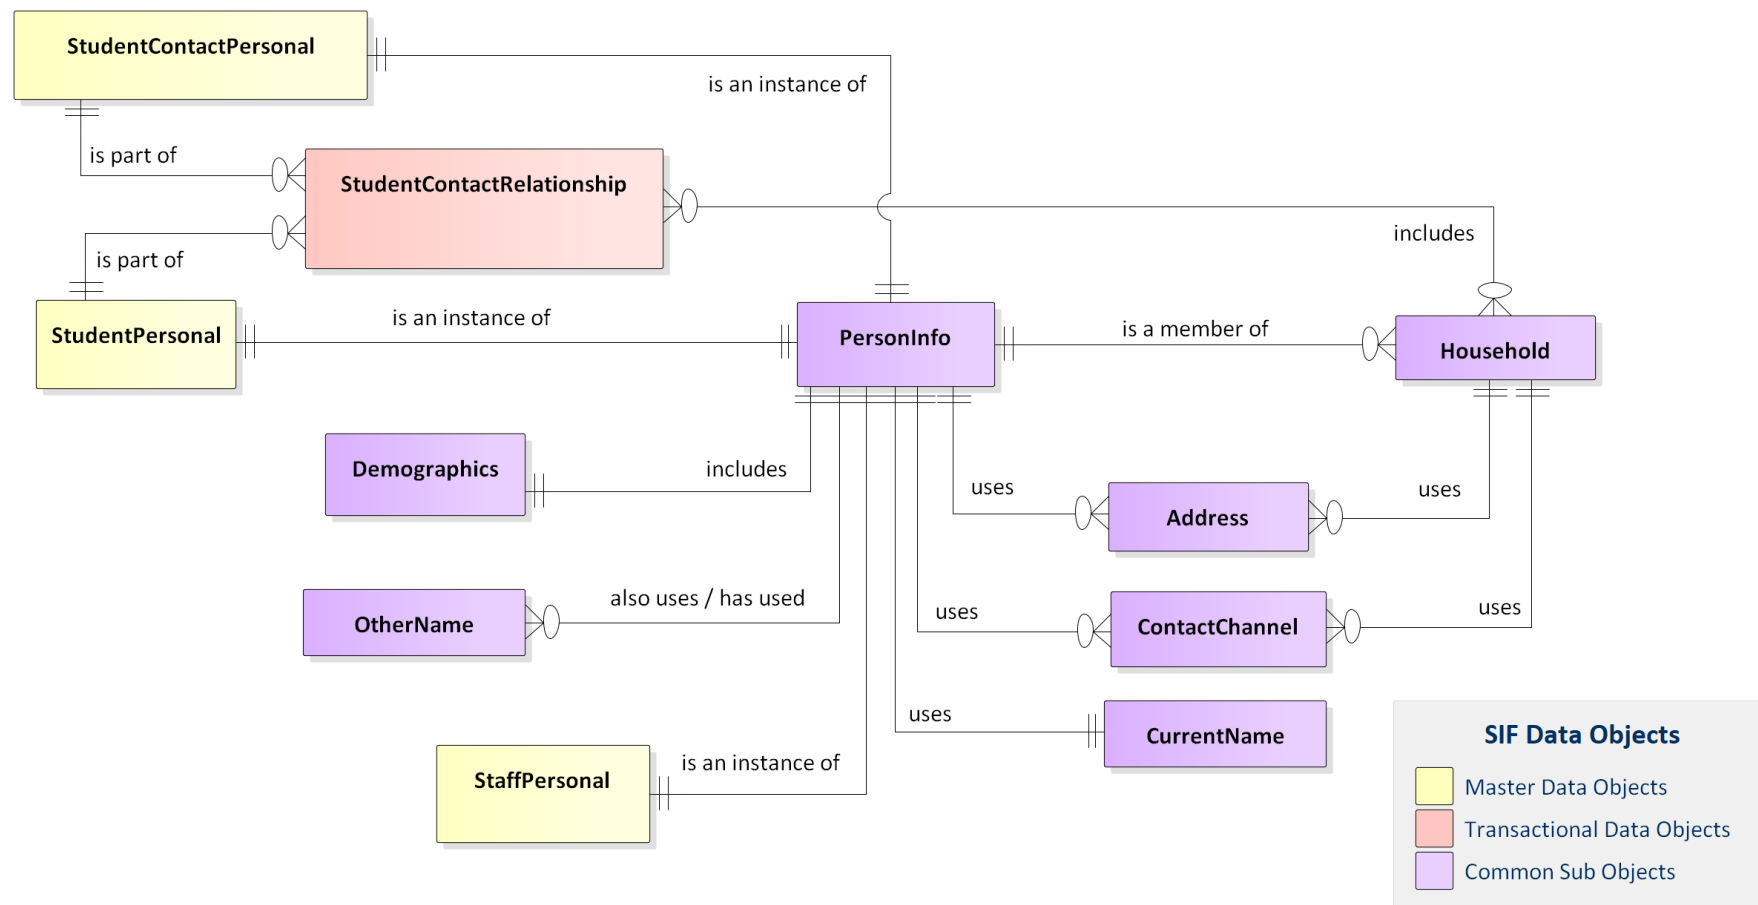 StudentContactPersonal
is an instance of
is part of
StudentContactRelationship
includes
is part of
StudentPersonal
is an instance of
PersonInfo
is a member of
Household
Demographics
includes
uses
Address
uses
OtherName
also uses / has used
uses
ContactChannel
uses
uses
CurrentName
StaffPersonal
is an instance of
SIF Data Objects
Master Data Objects
Transactional Data Objects
Common Sub Objects